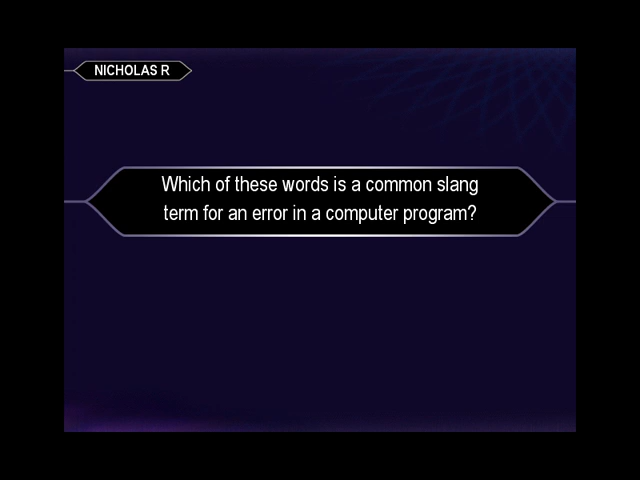 NICHOLAS R
Which of these words is a common slang
term for an error in a computer program?